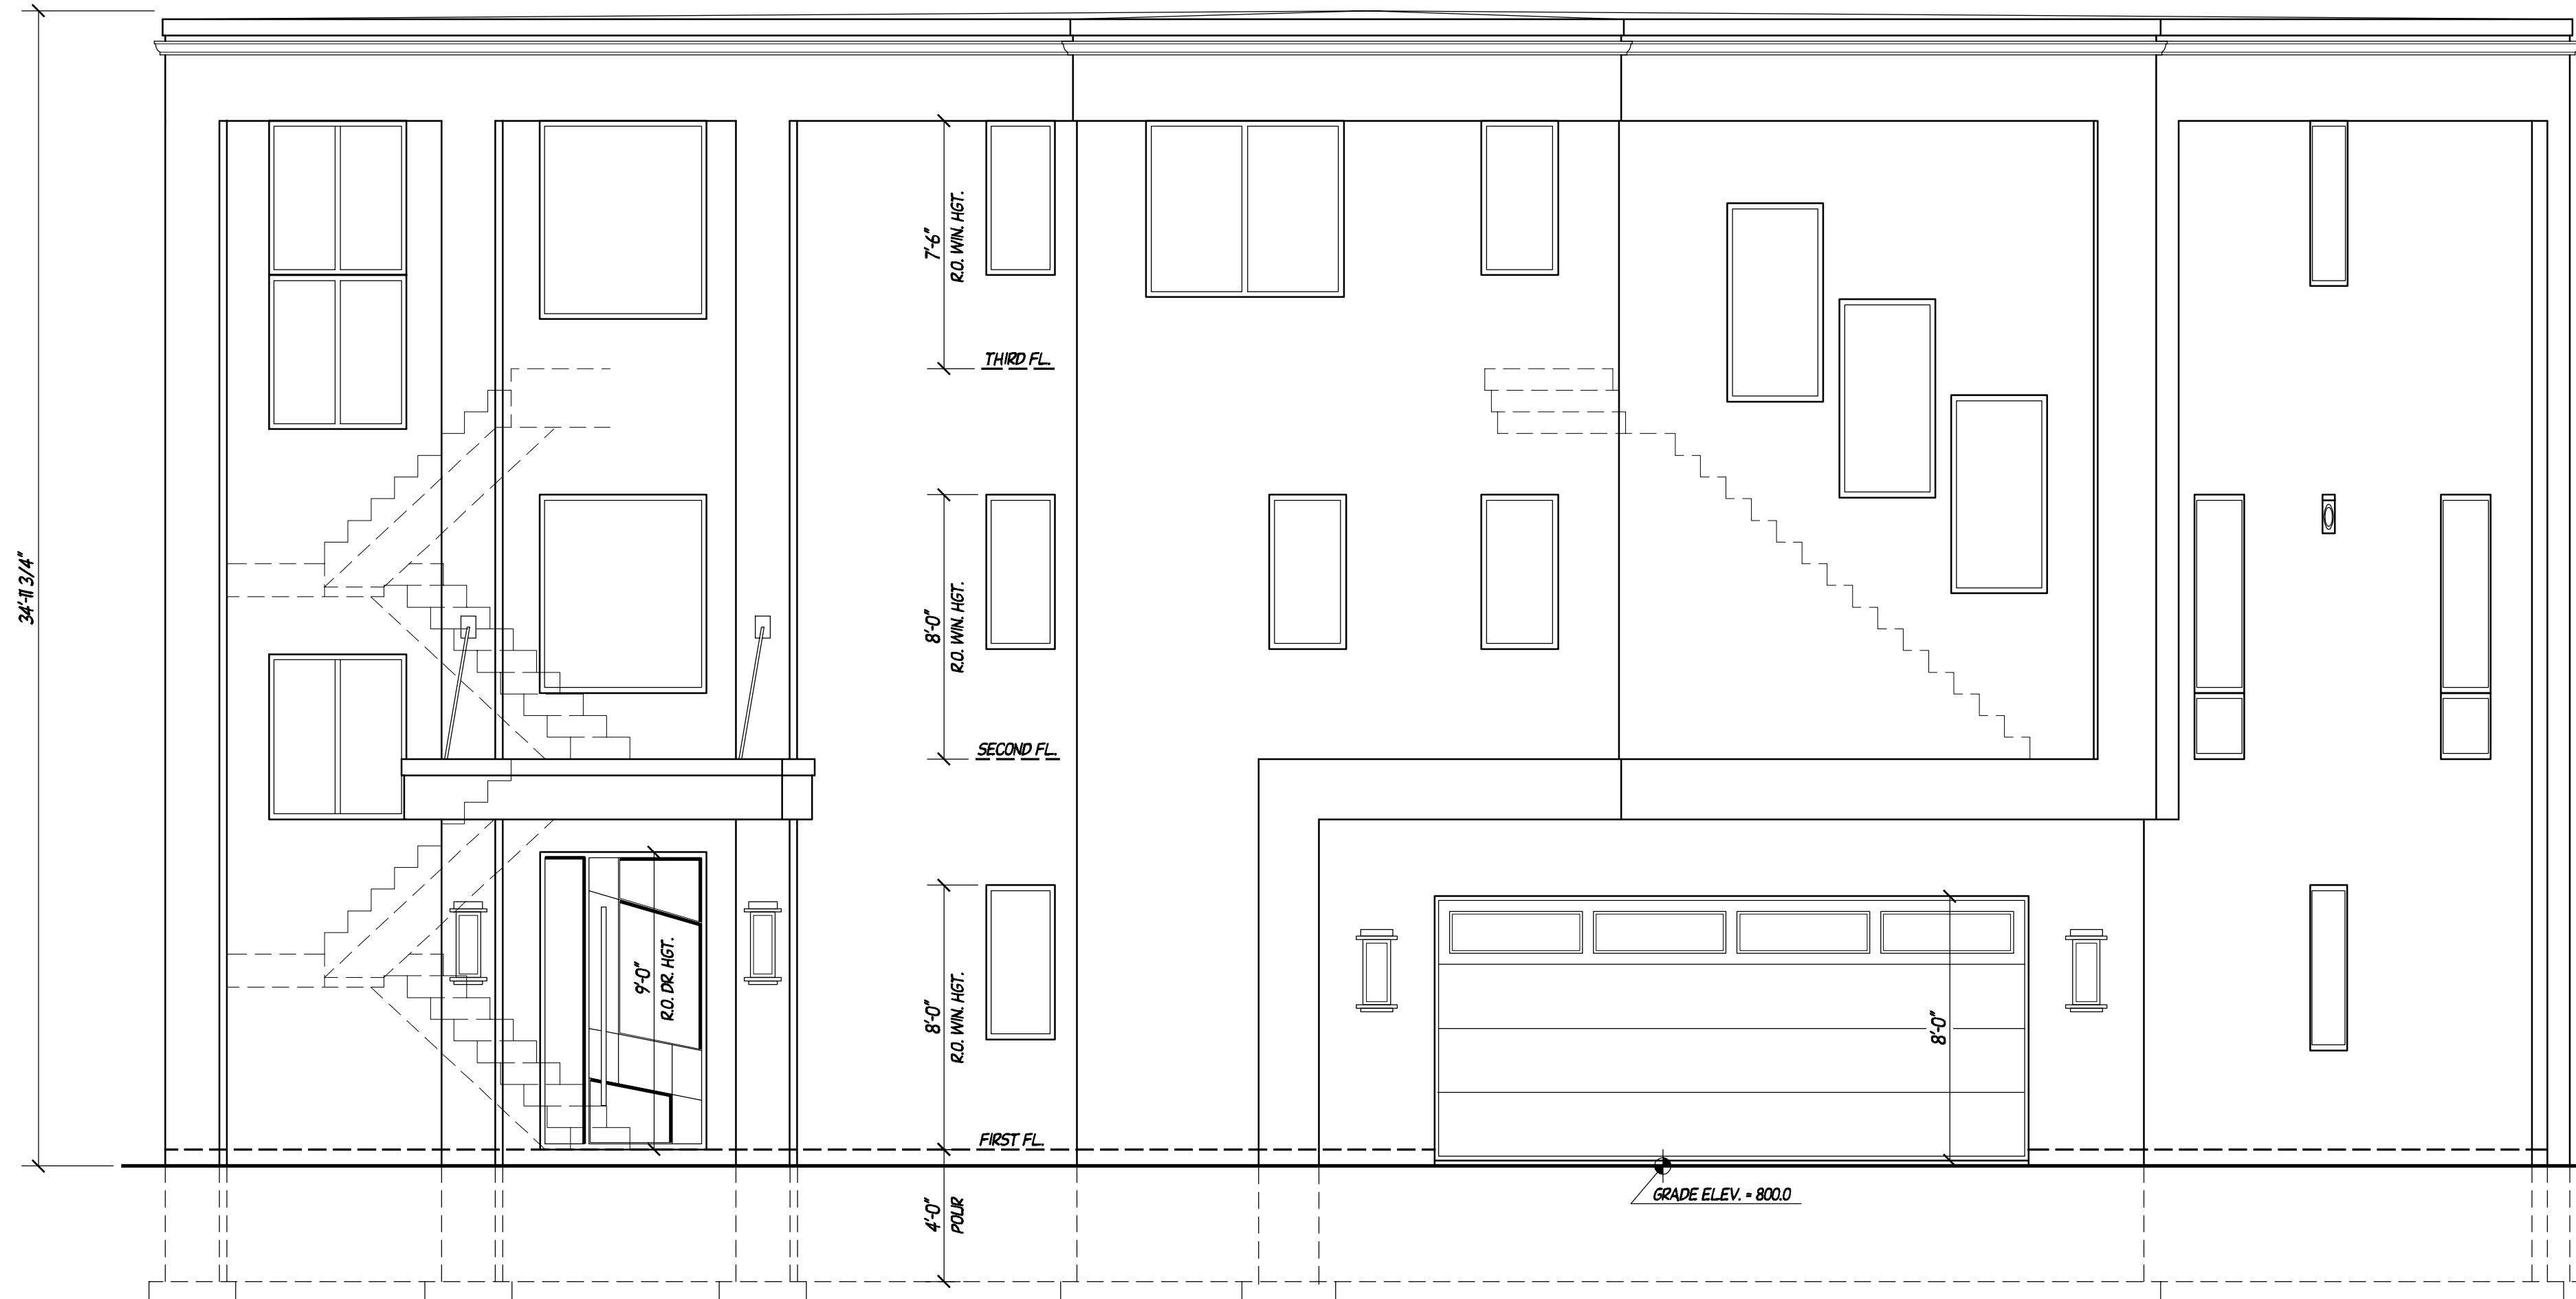 34'-11 3/4"
7'-6"
R.O. WIN. HGT.
THIRD FL.
8'-0"
R.O. WIN. HGT.
SECOND FL.
9'-0"
R.O. DR. HGT.
8'-0"
R.O. WIN. HGT.
8'-0"
FIRST FL.
4'-0"
POUR
GRADE ELEV. = 800.0